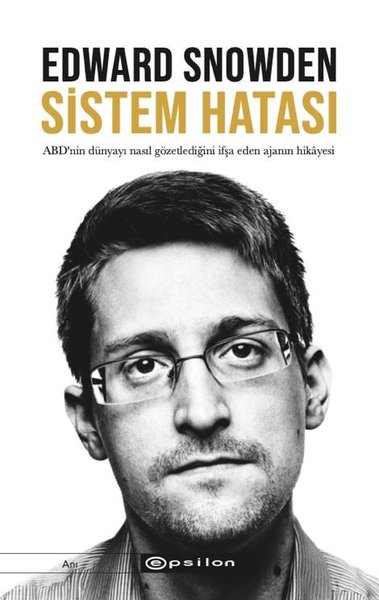 EDWARD SNOWDEN
SİSTEM HATASI
ABD'nin dünyayı nasıl gözetlediğini ifşa eden ajanın hikâyesi
Anı
epsilon